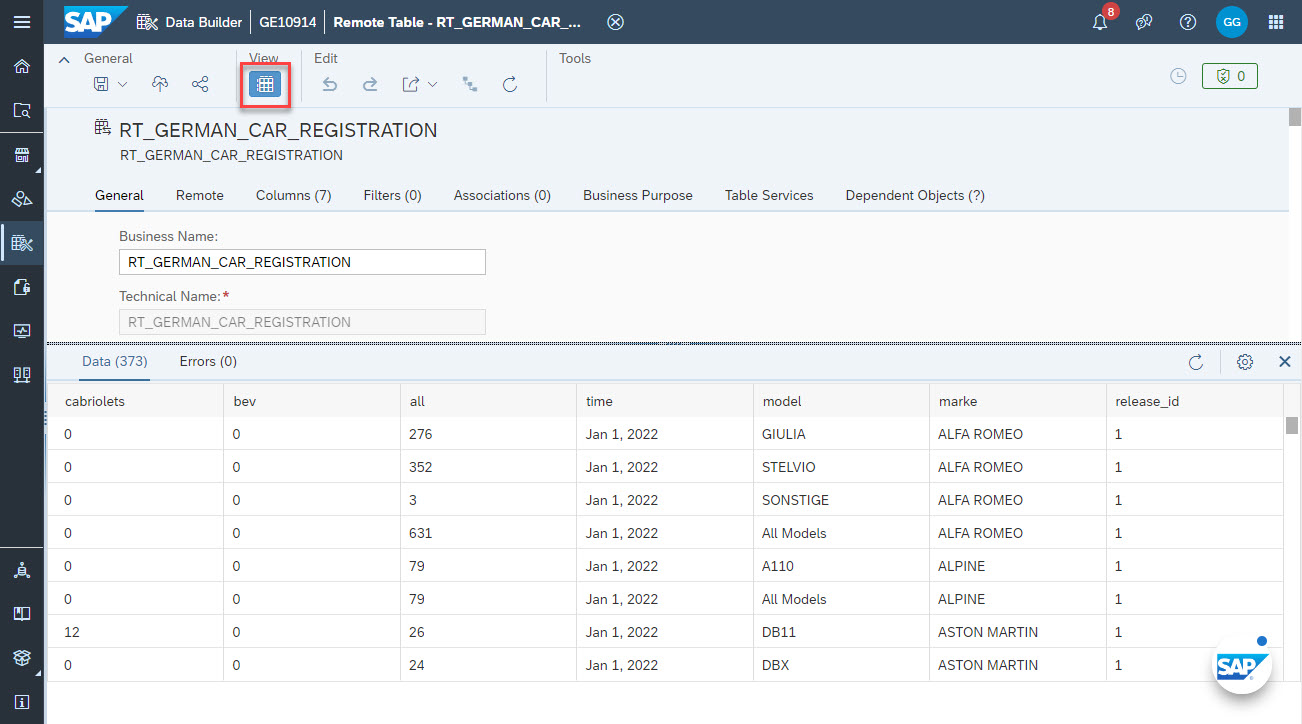 SAP Data Builder GE10914 Remote Table - RT_GERMAN_CAR_... 8 GG
General View Edit Tools
0
RT_GERMAN_CAR_REGISTRATION
RT_GERMAN_CAR_REGISTRATION
General Remote Columns (7) Filters (0) Associations (0) Business Purpose Table Services Dependent Objects (?)
Business Name:
RT_GERMAN_CAR_REGISTRATION
Technical Name:*
RT_GERMAN_CAR_REGISTRATION
Data (373) Errors (0)
cabriolets bev all time model marke release_id
0 0 276 Jan 1, 2022 GIULIA ALFA ROMEO 1
0 0 352 Jan 1, 2022 STELVIO ALFA ROMEO 1
0 0 3 Jan 1, 2022 SONSTIGE ALFA ROMEO 1
0 0 631 Jan 1, 2022 All Models ALFA ROMEO 1
0 0 79 Jan 1, 2022 A110 ALPINE 1
0 0 79 Jan 1, 2022 All Models ALPINE 1
12 0 26 Jan 1, 2022 DB11 ASTON MARTIN 1
0 0 24 Jan 1, 2022 DBX ASTON MARTIN 1
SAP